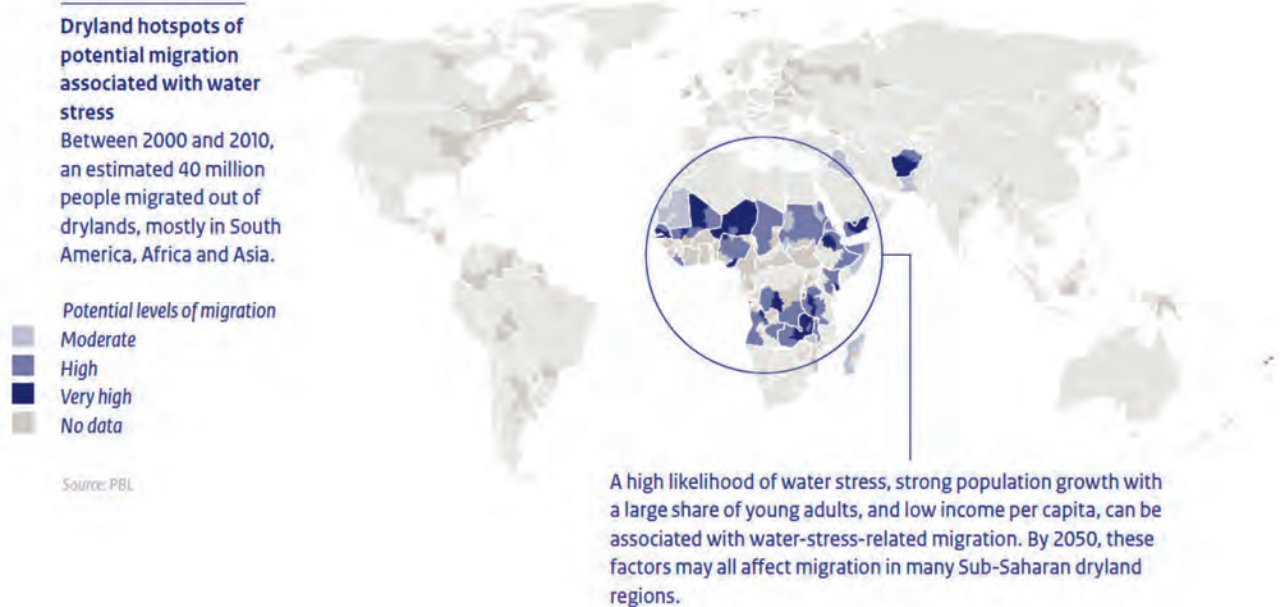 Dryland hotspots of
potential migration
associated with water
stress
Between 2000 and 2010,
an estimated 40 million
people migrated out of
drylands, mostly in South
America, Africa and Asia.
Potential levels of migration
Moderate
High
Very high
No data
Source: PBL
A high likelihood of water stress, strong population growth with
a large share of young adults, and low income per capita, can be
associated with water-stress-related migration. By 2050, these
factors may all affect migration in many Sub-Saharan dryland
regions.